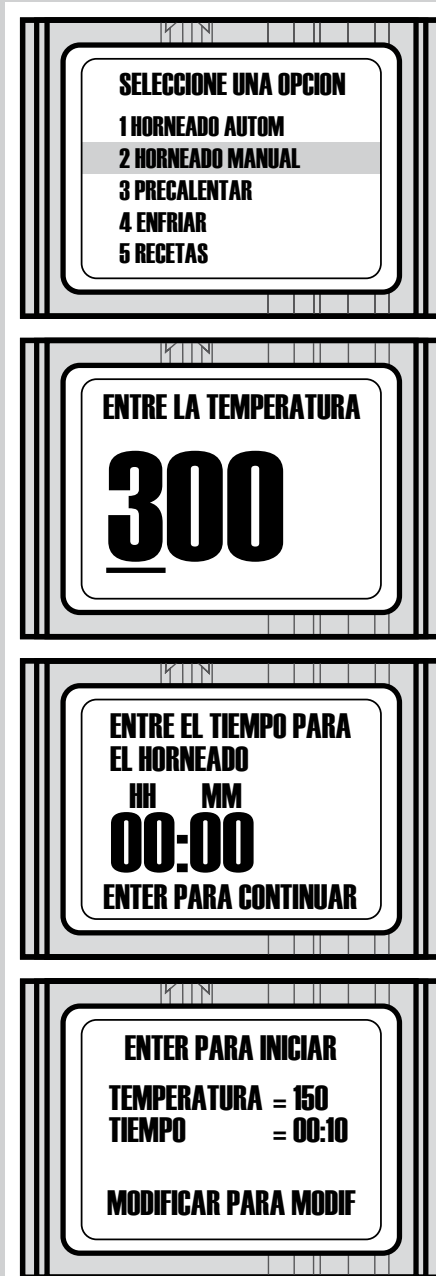 SELECCIONE UNA OPCION
1 HORNEADO AUTOM
2 HORNEADO MANUAL
3 PRECALENTAR
4 ENFRIAR
5 RECETAS
ENTRE LA TEMPERATURA
300
ENTRE EL TIEMPO PARA
EL HORNEADO
HH MM
00:00
ENTER PARA CONTINUAR
ENTER PARA INICIAR
TEMPERATURA = 150
TIEMPO = 00:10
MODIFICAR PARA MODIF